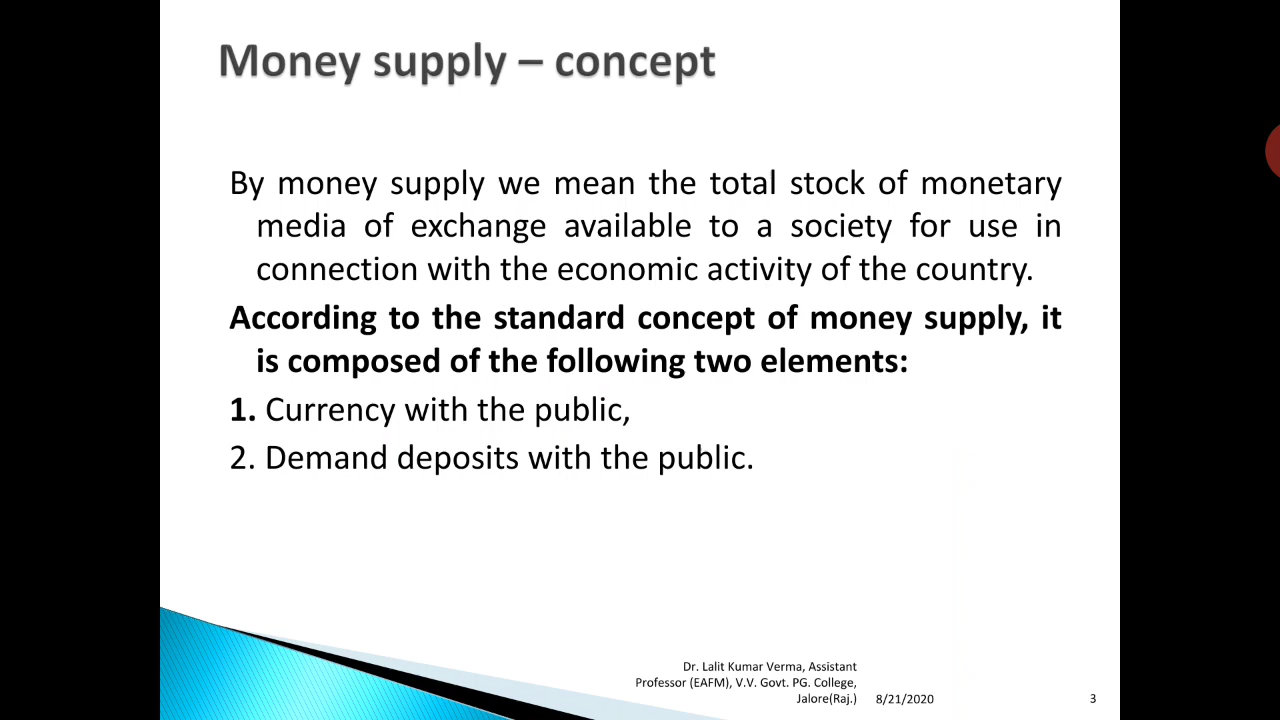 Money supply – concept
By money supply we mean the total stock of monetary
media of exchange available to a society for use in
connection with the economic activity of the country.
According to the standard concept of money supply, it
is composed of the following two elements:
1. Currency with the public,
2. Demand deposits with the public.
Dr. Lalit Kumar Verma, Assistant
Professor (EAFM), V.V. Govt. PG. College,
Jalore(Raj.)
8/21/2020
3